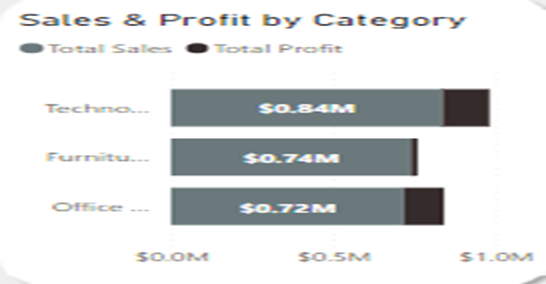 Sales & Profit by Category
Total Sales Total Profit
Techno... $0.84M
Furnitu... $0.74M
Office ... $0.72M
$0.0M $0.5M $1.0M